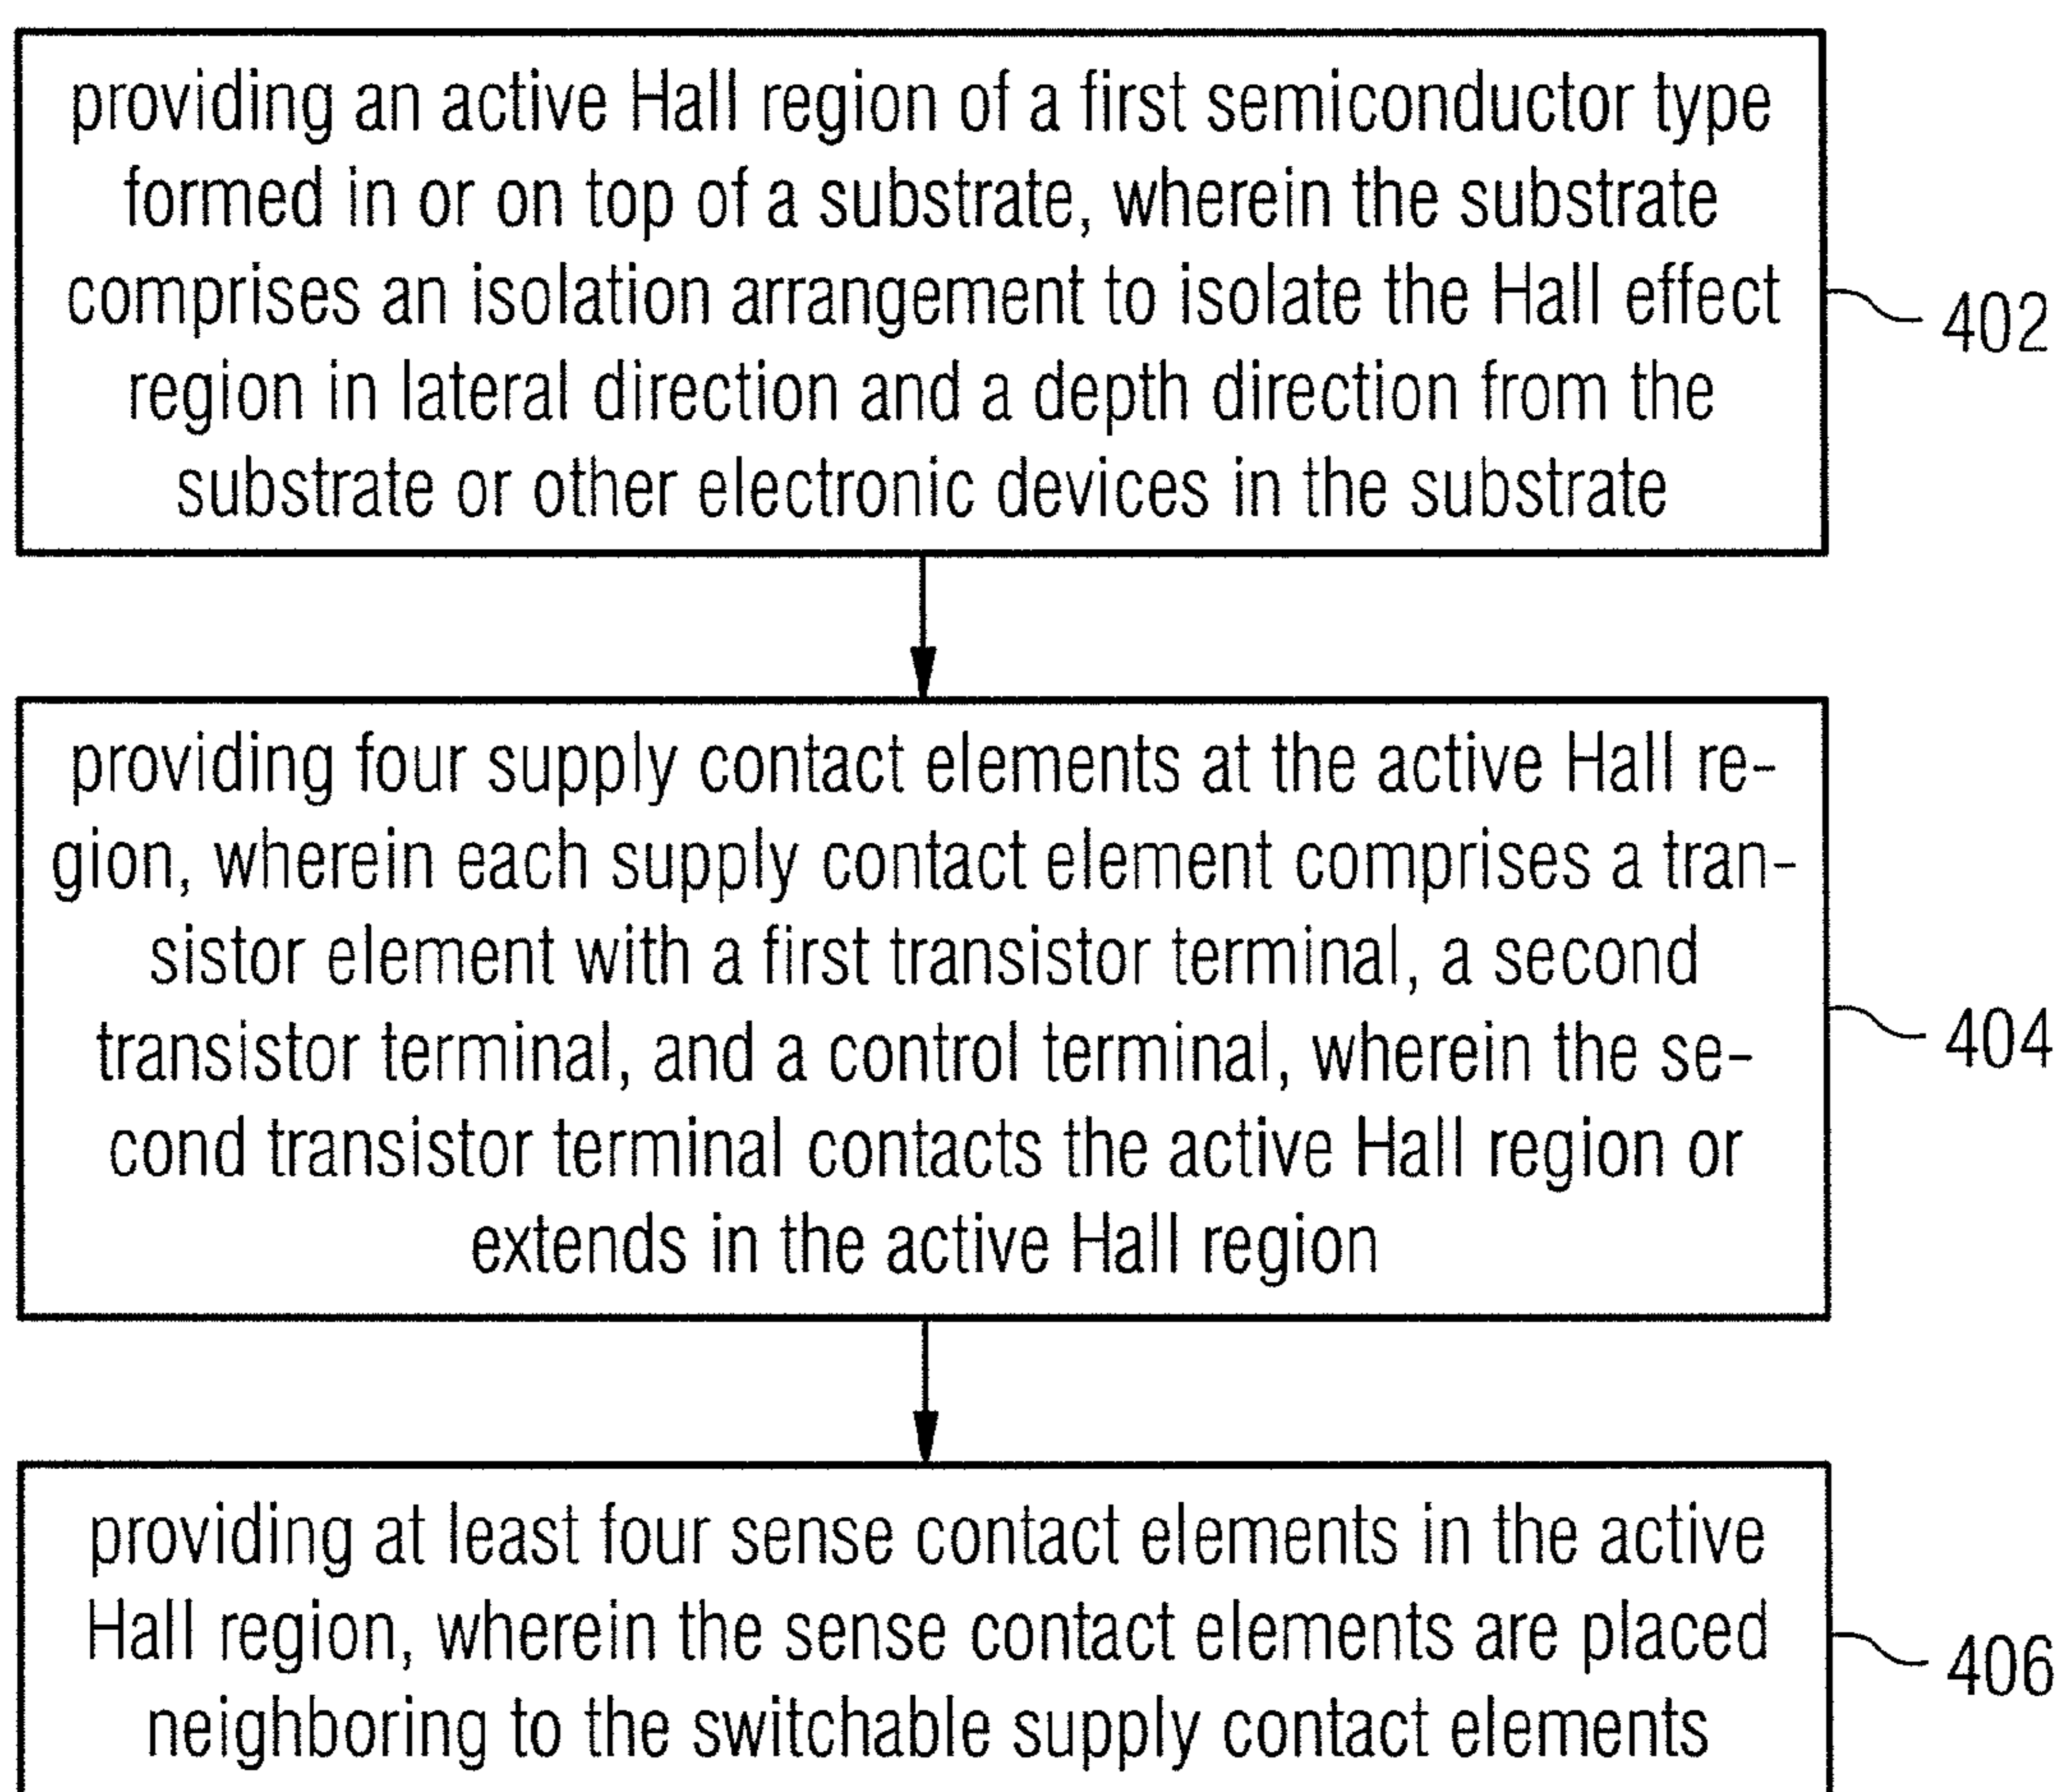 providing an active Hall region of a first semiconductor type
formed in or on top of a substrate, wherein the substrate
comprises an isolation arrangement to isolate the Hall effect
region in lateral direction and a depth direction from the
substrate or other electronic devices in the substrate
402
providing four supply contact elements at the active Hall re-
gion, wherein each supply contact element comprises a tran-
sistor element with a first transistor terminal, a second
transistor terminal, and a control terminal, wherein the se-
cond transistor terminal contacts the active Hall region or
extends in the active Hall region
404
providing at least four sense contact elements in the active
Hall region, wherein the sense contact elements are placed
neighboring to the switchable supply contact elements
406